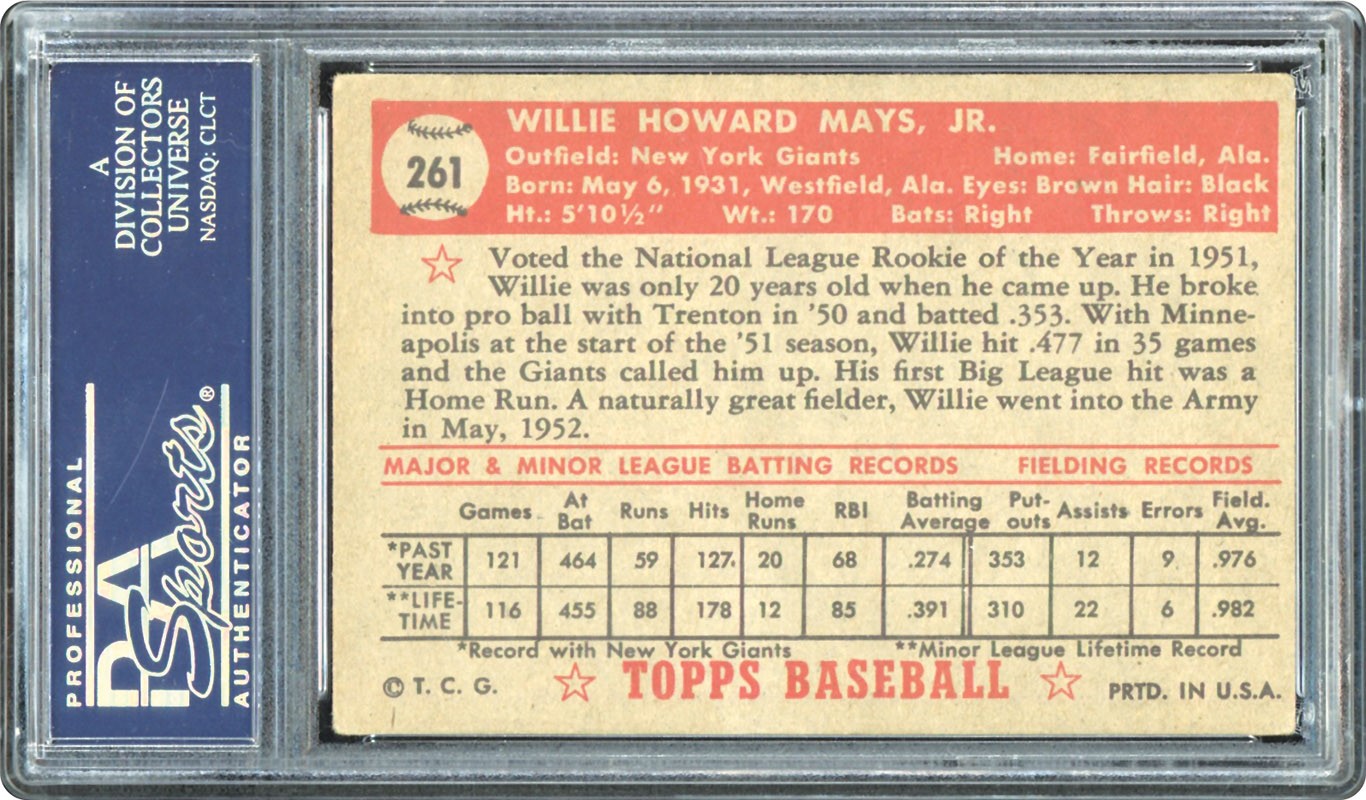 A
DIVISION OF
COLLECTORS
UNIVERSE
NASDAQ: CLCT
PROFESSIONAL
PSA
Sports®
AUTHENTICATOR
261
WILLIE HOWARD MAYS, JR.
Outfield: New York Giants Home: Fairfield, Ala.
Born: May 6, 1931, Westfield, Ala. Eyes: Brown Hair: Black
Ht.: 5'10½" Wt.: 170 Bats: Right Throws: Right
Voted the National League Rookie of the Year in 1951,
Willie was only 20 years old when he came up. He broke
into pro ball with Trenton in '50 and batted .353. With Minne-
apolis at the start of the '51 season, Willie hit .477 in 35 games
and the Giants called him up. His first Big League hit was a
Home Run. A naturally great fielder, Willie went into the Army
in May, 1952.
MAJOR & MINOR LEAGUE BATTING RECORDS FIELDING RECORDS
Games At Bat Runs Hits Home Runs RBI Batting Average Put-outs Assists Errors Field. Avg.
*PAST YEAR 121 464 59 127 20 68 .274 353 12 9 .976
**LIFE-TIME 116 455 88 178 12 85 .391 310 22 6 .982
*Record with New York Giants **Minor League Lifetime Record
© T. C. G. TOPPS BASEBALL PRTD. IN U.S.A.